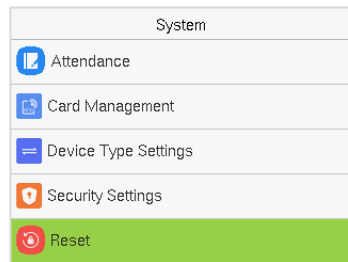 System
Attendance
Card Management
Device Type Settings
Security Settings
Reset